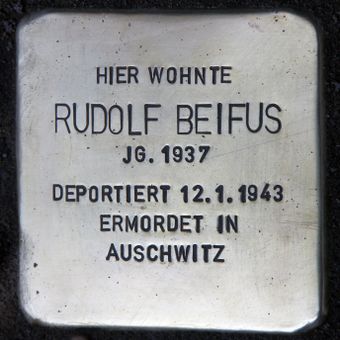 HIER WOHNTE
RUDOLF BEIFUS
JG. 1937
DEPORTIERT 12.1.1943
ERMORDET IN
AUSCHWITZ